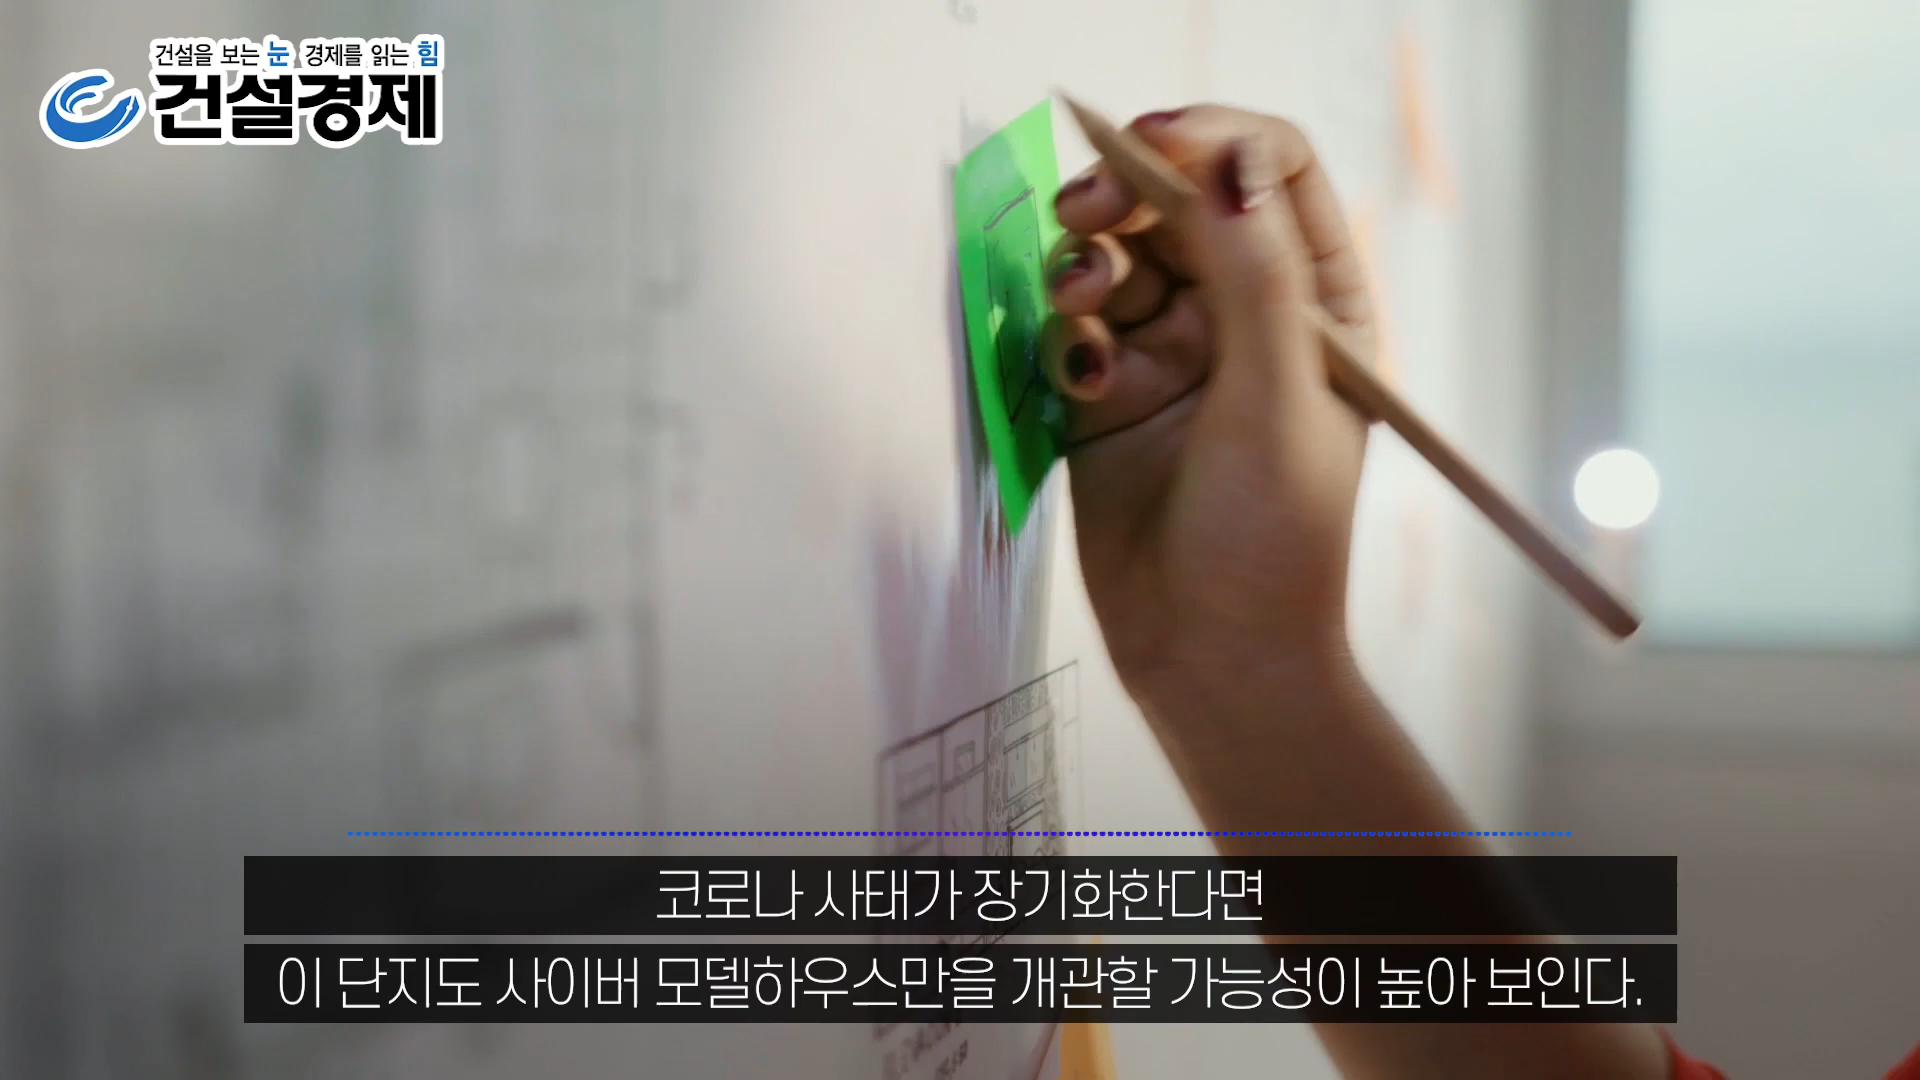 건설을 보는 눈 경제를 읽는 힘
건설경제
코로나 사태가 장기화한다면
이 단지도 사이버 모델하우스만을 개관할 가능성이 높아 보인다.